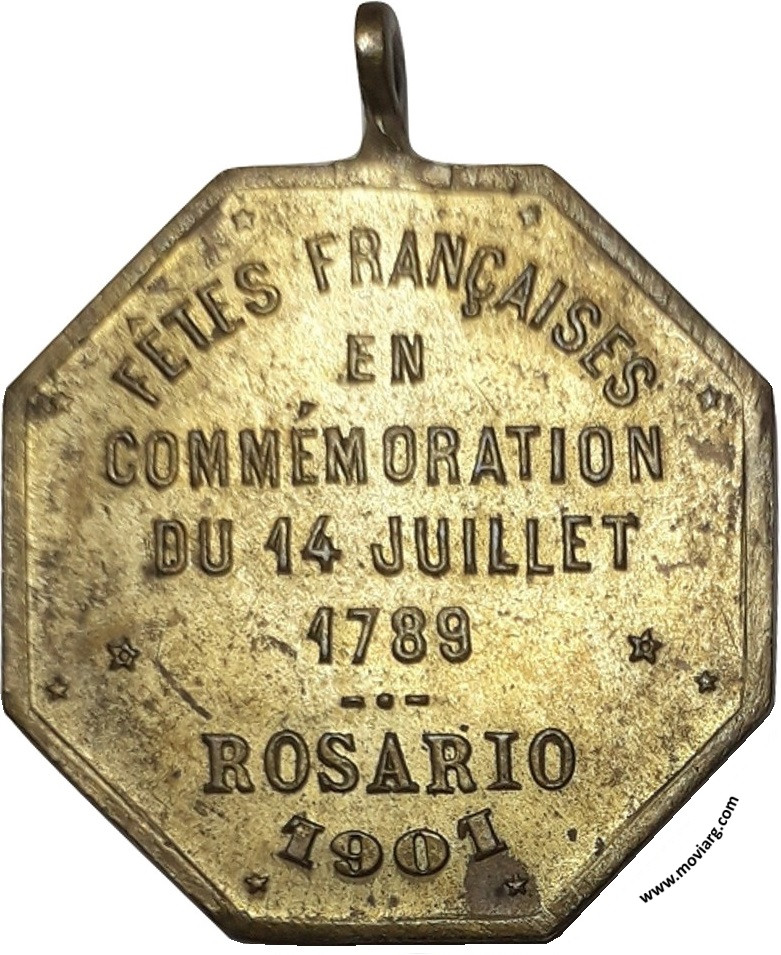 FÊTES FRANÇAISES
EN
COMMÉMORATION
DU 14 JUILLET
1789
ROSARIO
1901
www.moviarg.com